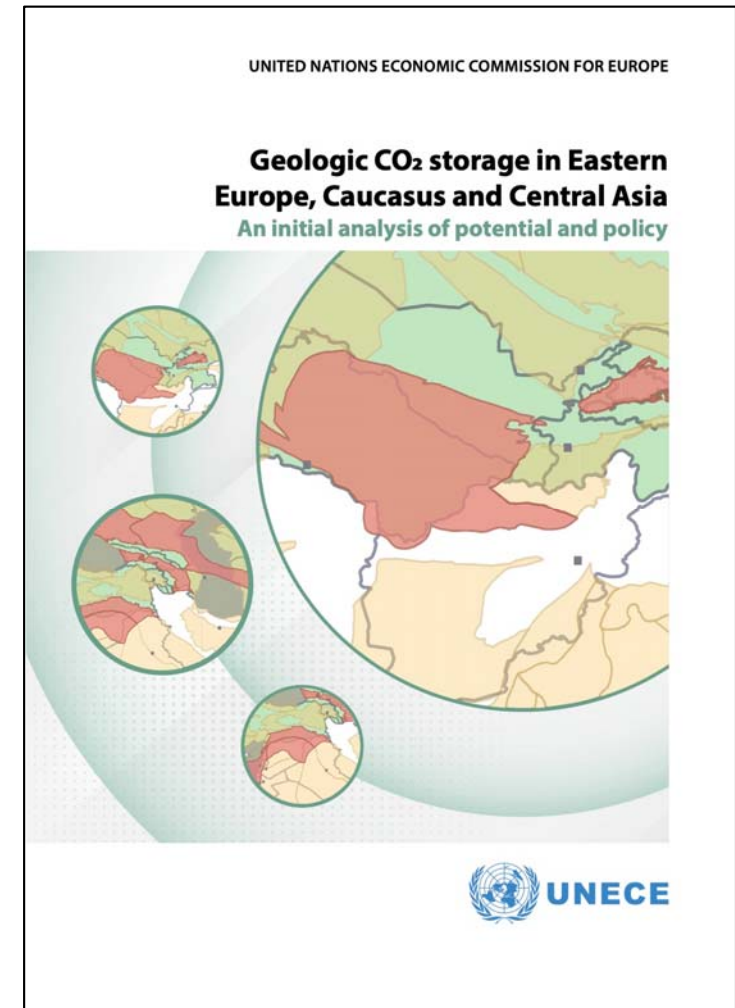 UNITED NATIONS ECONOMIC COMMISSION FOR EUROPE
Geologic CO₂ storage in Eastern
Europe, Caucasus and Central Asia
An initial analysis of potential and policy
UNECE